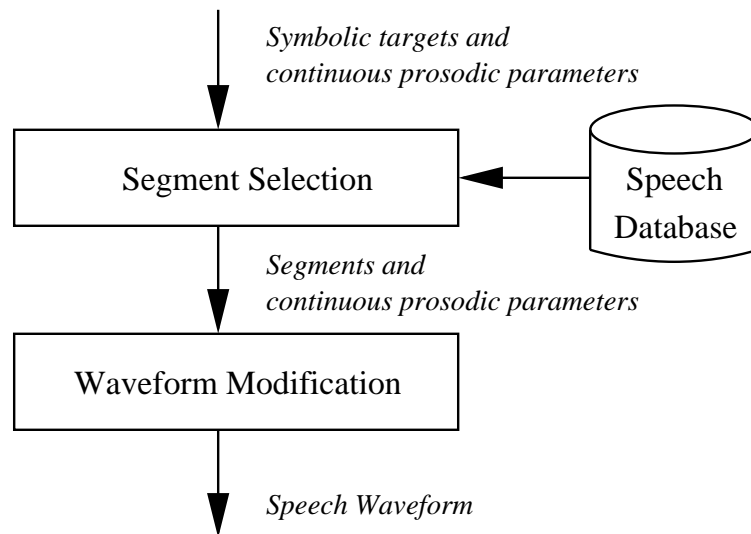 Symbolic targets and
continuous prosodic parameters
Segment Selection
Speech
Database
Segments and
continuous prosodic parameters
Waveform Modification
Speech Waveform